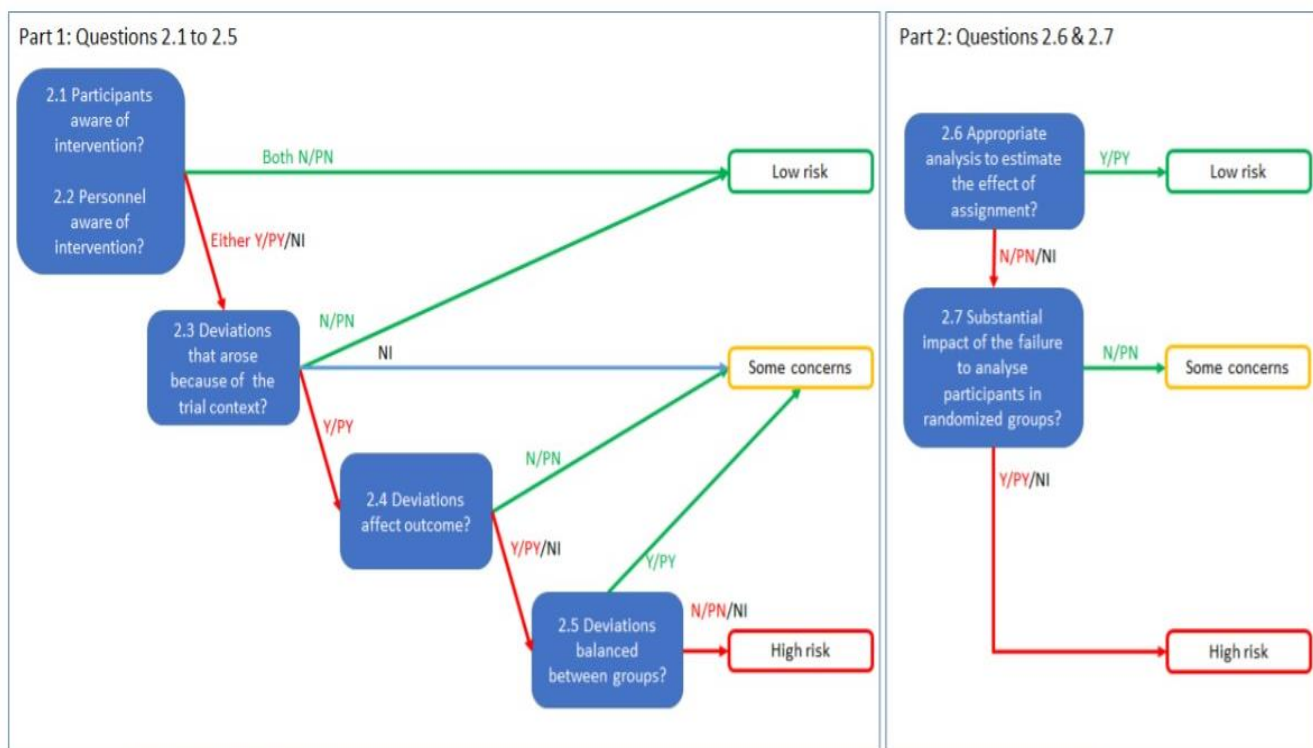 Part 1: Questions 2.1 to 2.5
2.1 Participants
aware of
intervention?
2.2 Personnel
aware of
intervention?
Both N/PN
Low risk
Either Y/PY/NI
2.3 Deviations
that arose
because of the
trial context?
N/PN
NI
Some concerns
Y/PY
2.4 Deviations
affect outcome?
N/PN
Y/PY/NI
Y/PY
2.5 Deviations
balanced
between groups?
N/PN/NI
High risk
Part 2: Questions 2.6 & 2.7
2.6 Appropriate
analysis to estimate
the effect of
assignment?
Y/PY
Low risk
N/PN/NI
2.7 Substantial
impact of the failure
to analyse
participants in
randomized groups?
N/PN
Some concerns
Y/PY/NI
High risk